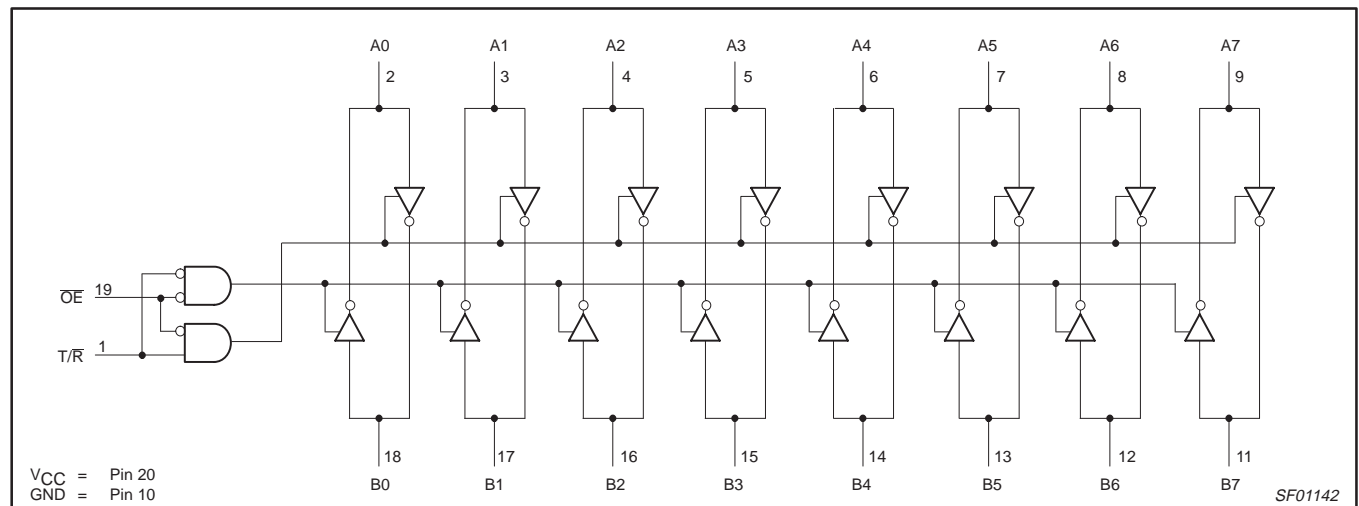 A0 A1 A2 A3 A4 A5 A6 A7
2 3 4 5 6 7 8 9
OE 19
T/R 1
18 17 16 15 14 13 12 11
B0 B1 B2 B3 B4 B5 B6 B7
VCC = Pin 20
GND = Pin 10
SF01142